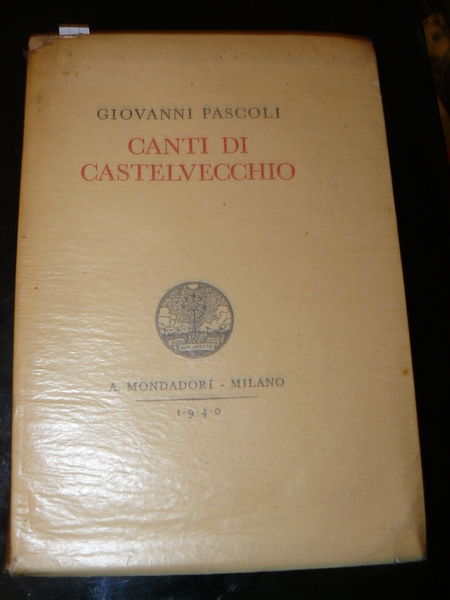 GIOVANNI PASCOLI
CANTI DI
CASTELVECCHIO
A. MONDADORI - MILANO
1·9·4·0